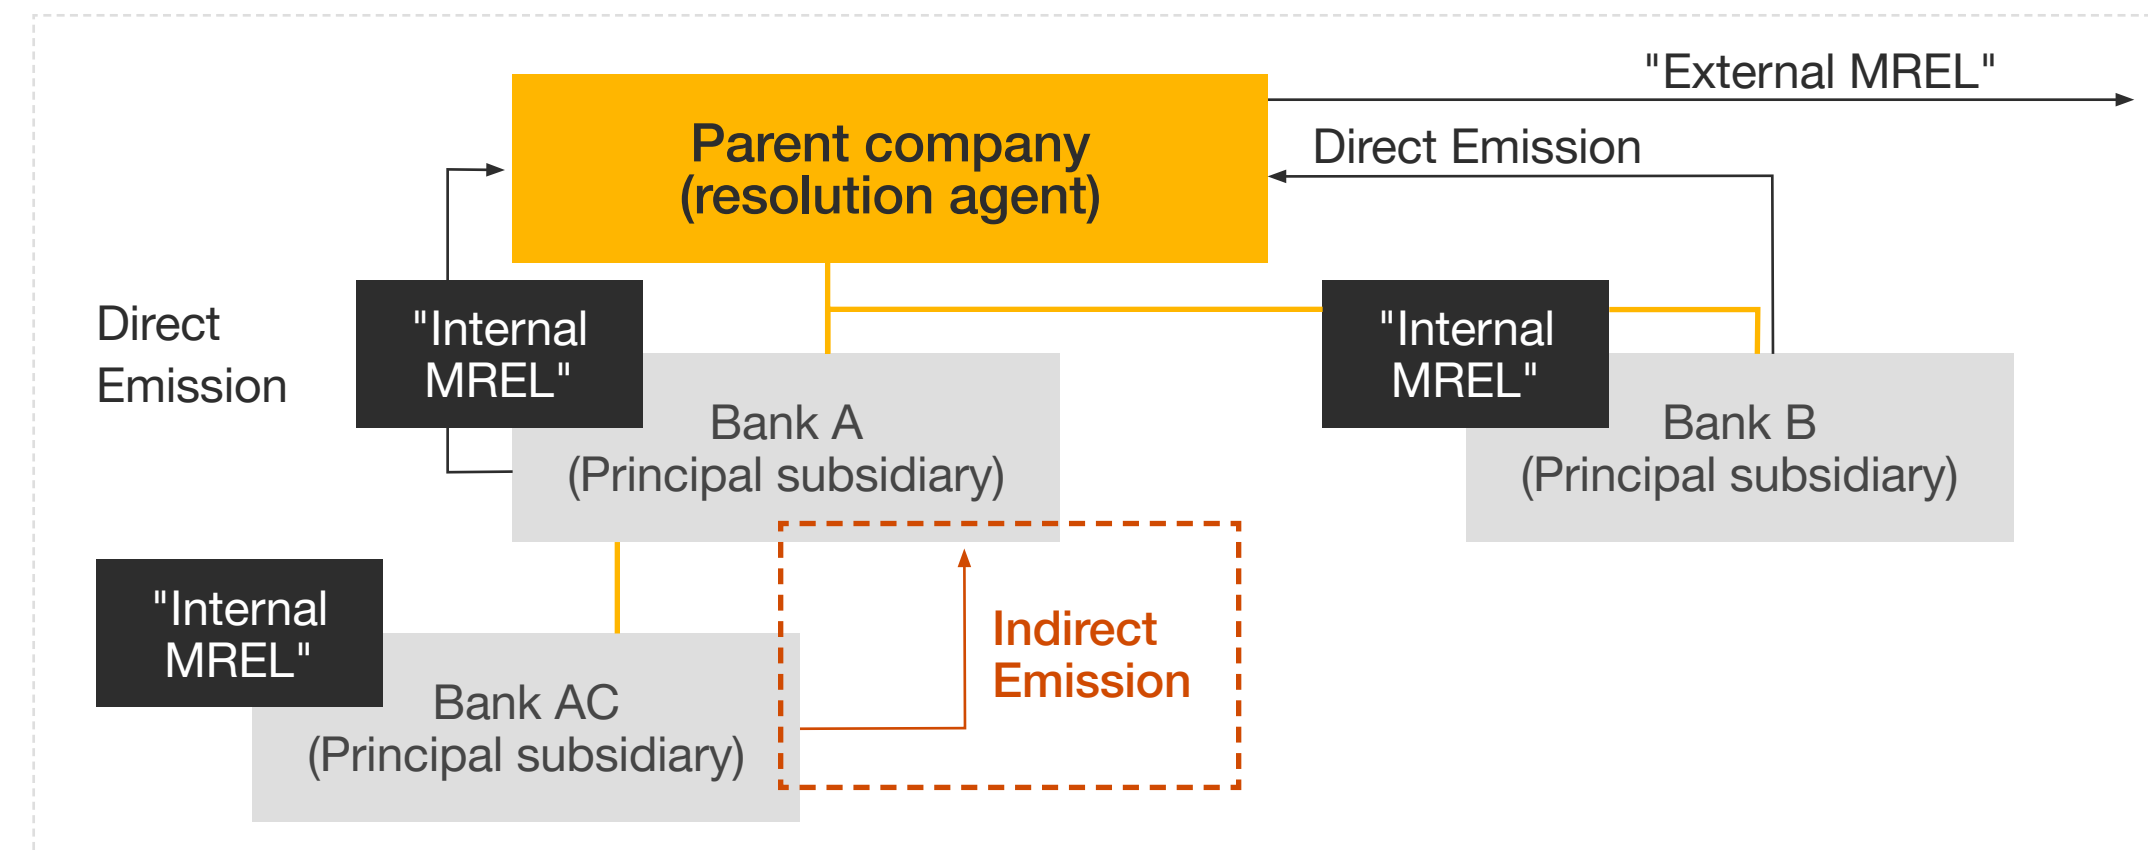 "External MREL"
Parent company
(resolution agent)
Direct Emission
Direct
Emission
"Internal
MREL"
"Internal
MREL"
Bank A
(Principal subsidiary)
Bank B
(Principal subsidiary)
"Internal
MREL"
Indirect
Emission
Bank AC
(Principal subsidiary)